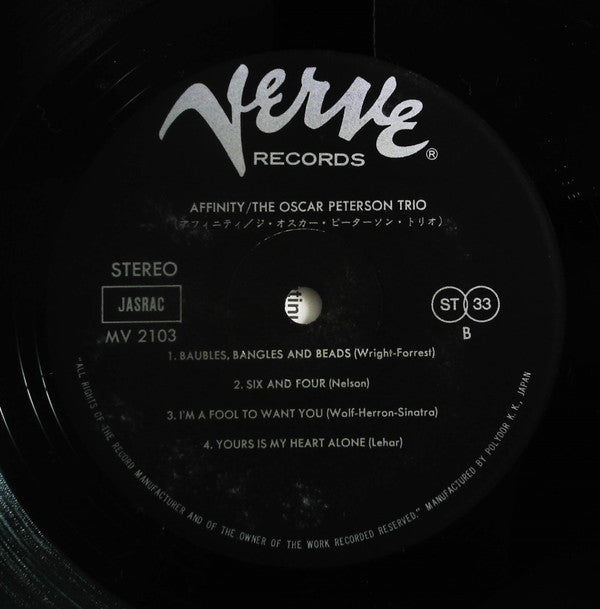 Verve
RECORDS ®
AFFINITY/THE OSCAR PETERSON TRIO
(アフィニティ/ジ・オスカー・ピーターソン・トリオ)
STEREO
JASRAC
MV 2103
ST 33
B
1. BAUBLES, BANGLES AND BEADS (Wright-Forrest)
2. SIX AND FOUR (Nelson)
3. I'M A FOOL TO WANT YOU (Wolf-Herron-Sinatra)
4. YOURS IS MY HEART ALONE (Lehar)
"ALL RIGHTS OF THE RECORD MANUFACTURER AND OF THE OWNER OF THE WORK RECORDED RESERVED." MANUFACTURED BY POLYDOR K. K., JAPAN